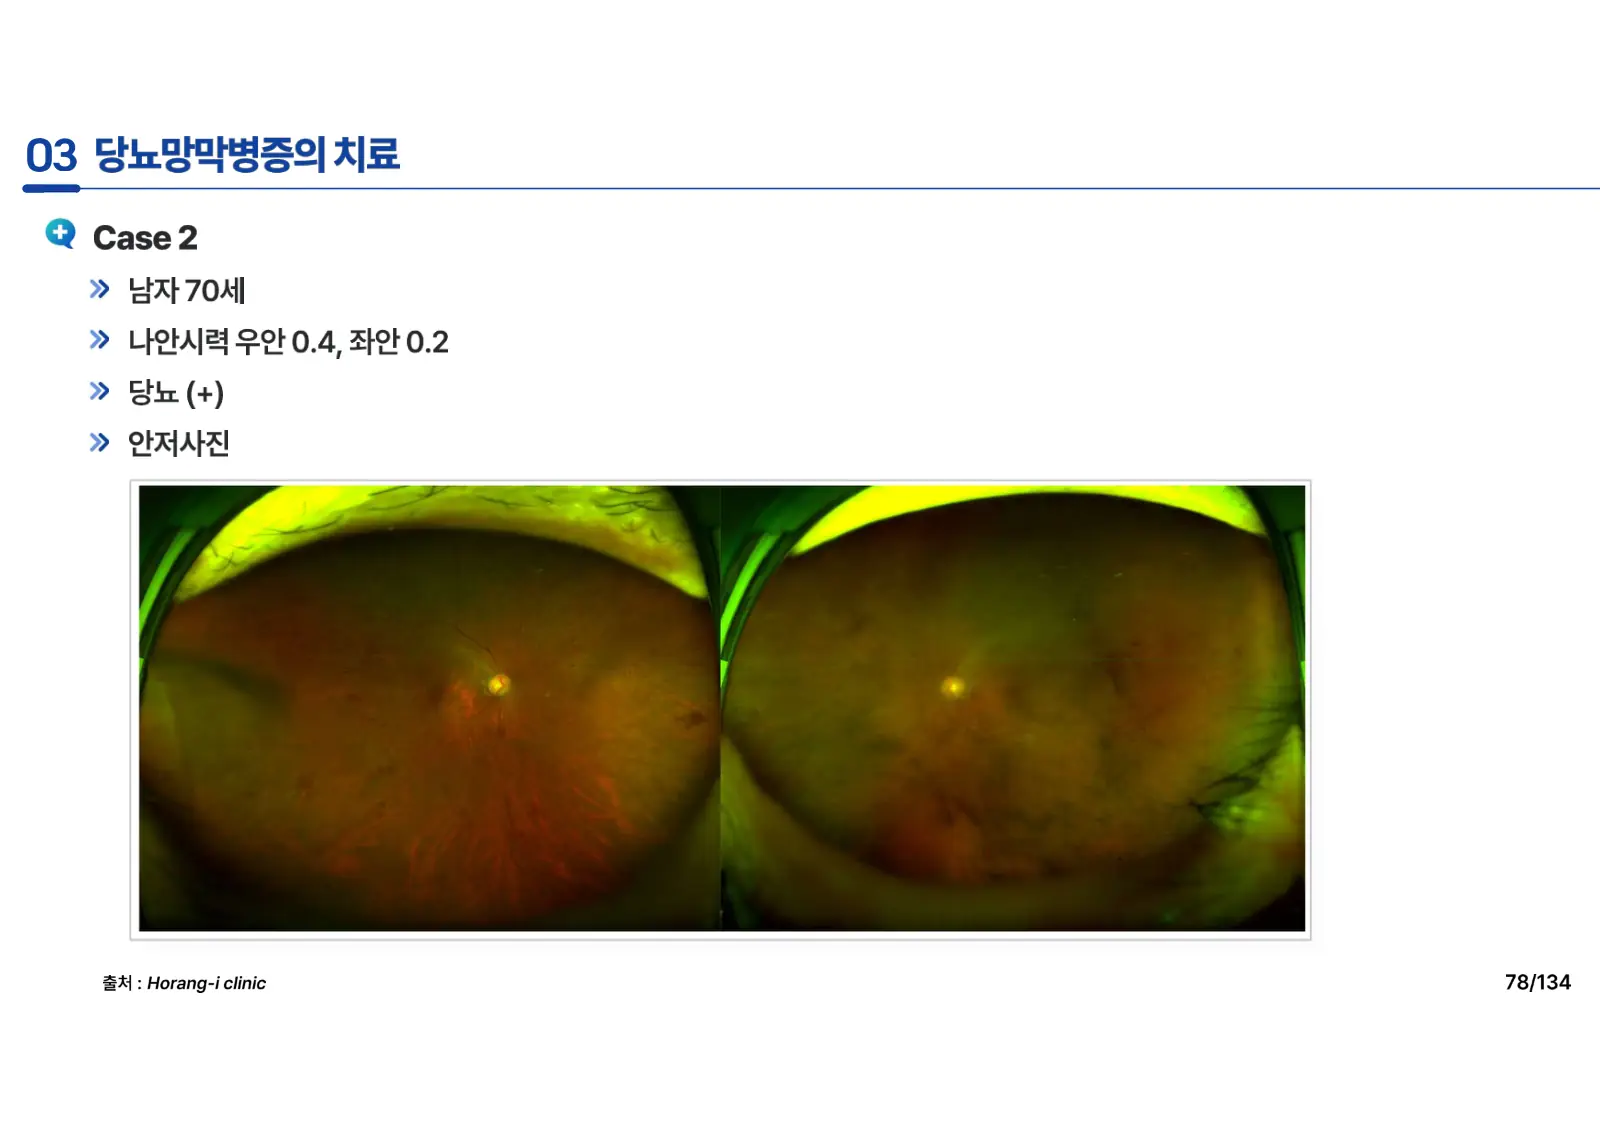 03 당뇨망막병증의 치료
Case 2
남자 70세
나안시력 우안 0.4, 좌안 0.2
당뇨 (+)
안저사진
출처 : Horang-i clinic
78/134